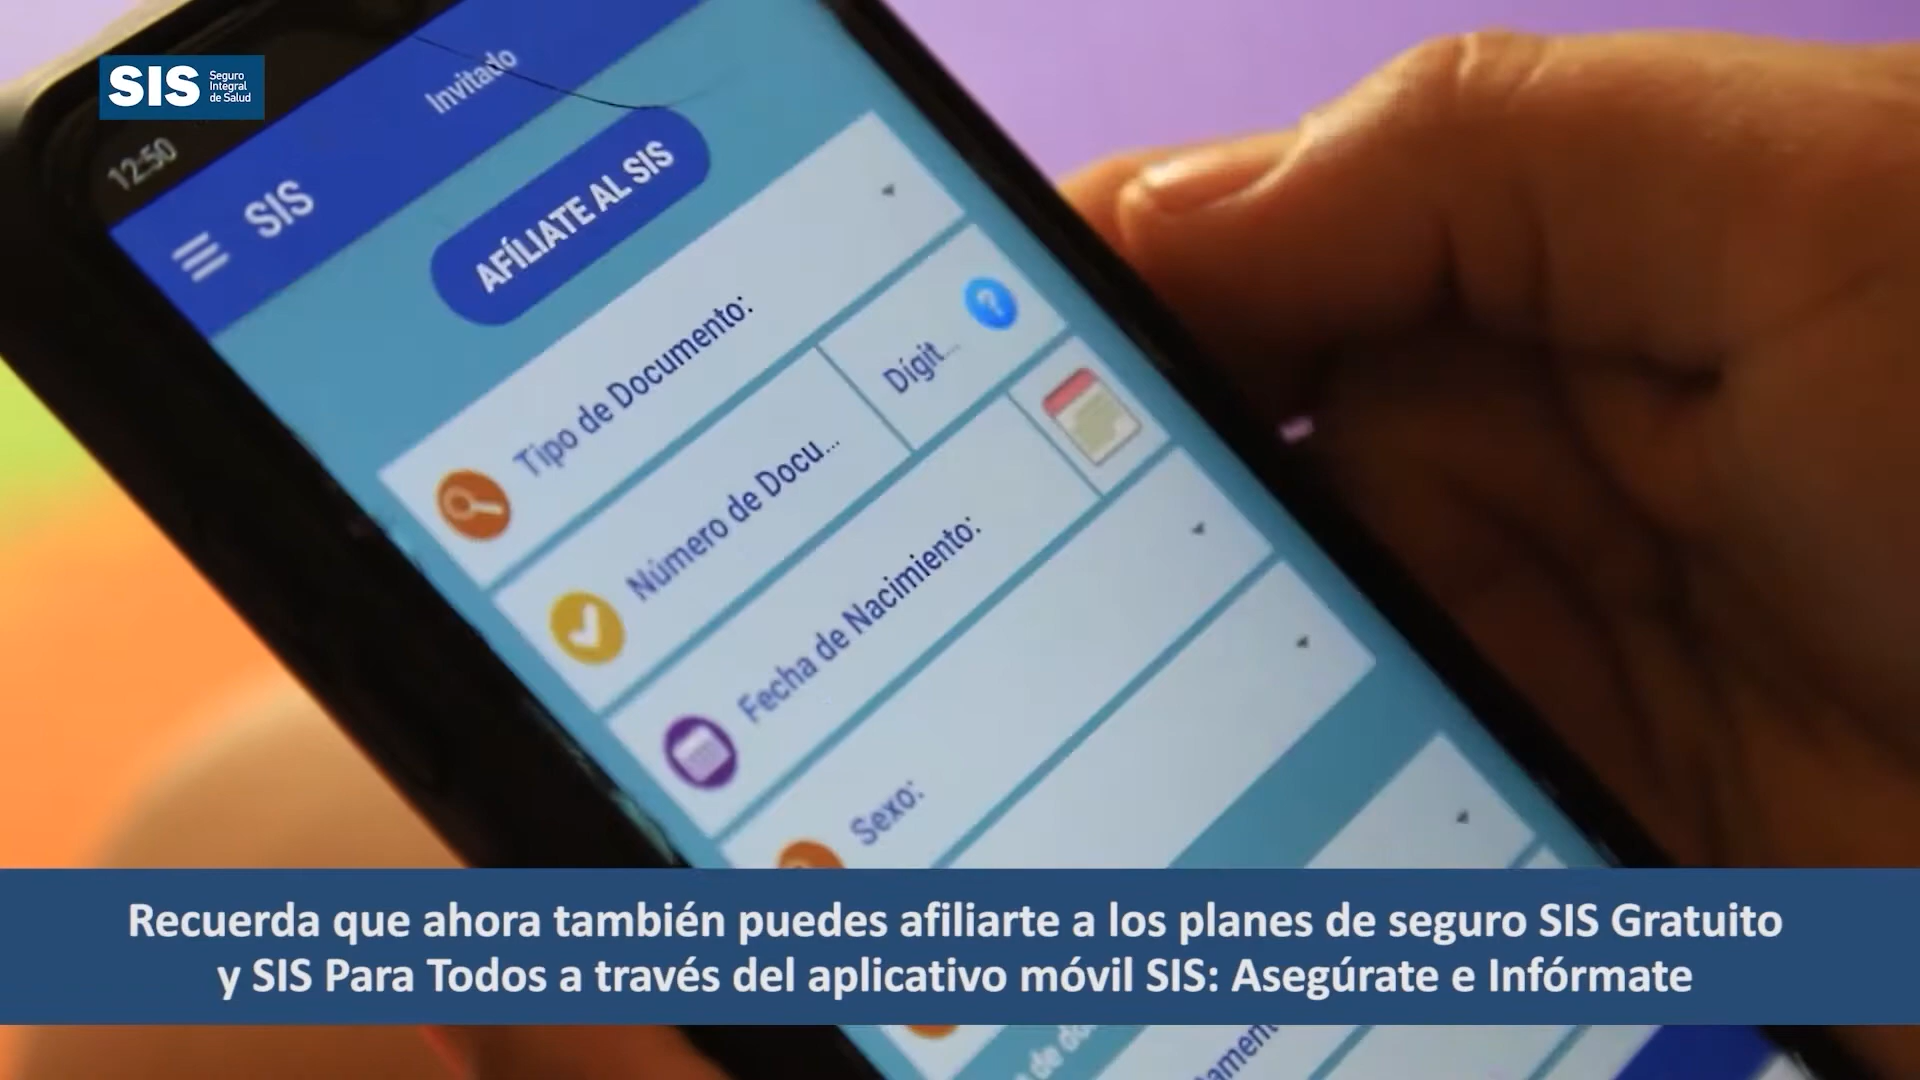 SIS
Seguro
Integral
de Salud
12:50
SIS
Invitado
AFÍLIATE AL SIS
Tipo de Documento:
Número de Docu...
Dígit...
Fecha de Nacimiento:
Sexo:
Recuerda que ahora también puedes afiliarte a los planes de seguro SIS Gratuito
y SIS Para Todos a través del aplicativo móvil SIS: Asegúrate e Infórmate
de